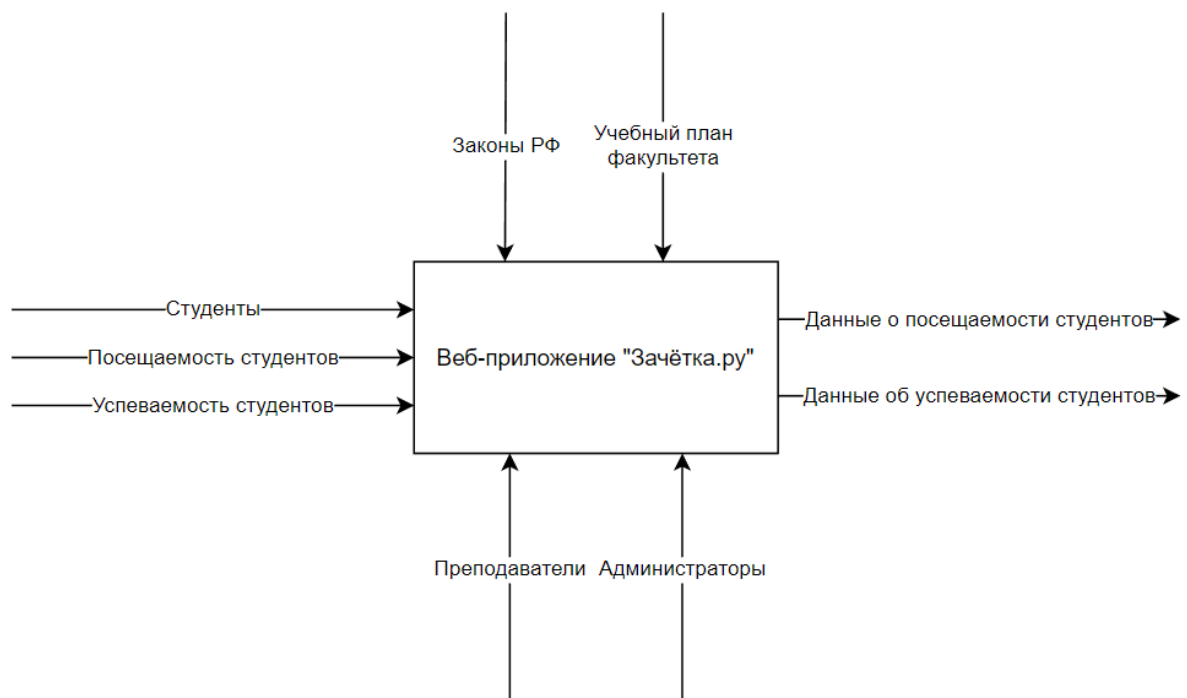 Законы РФ
Учебный план
факультета
Студенты
Посещаемость студентов
Успеваемость студентов
Веб-приложение "Зачётка.ру"
Данные о посещаемости студентов
Данные об успеваемости студентов
Преподаватели
Администраторы